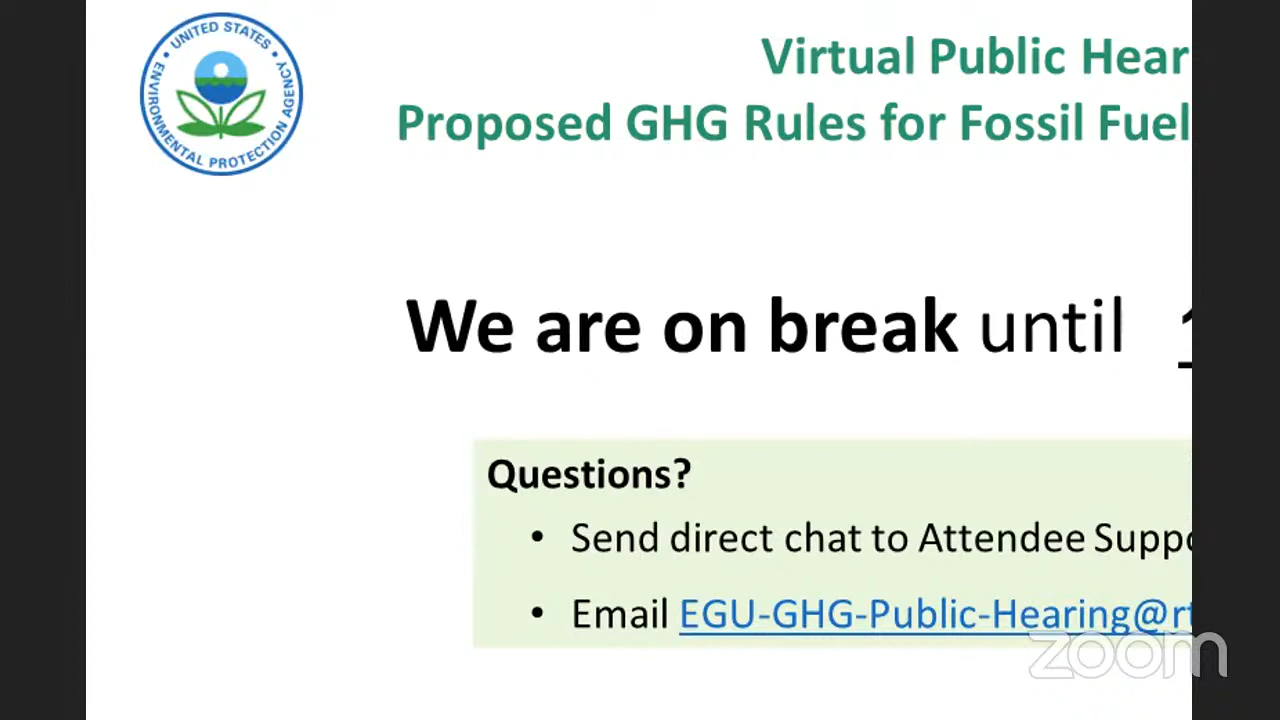 UNITED STATES
ENVIRONMENTAL PROTECTION AGENCY
Virtual Public Hear
Proposed GHG Rules for Fossil Fuel
We are on break until
Questions?
• Send direct chat to Attendee Suppo
• Email EGU-GHG-Public-Hearing@rt
zoom